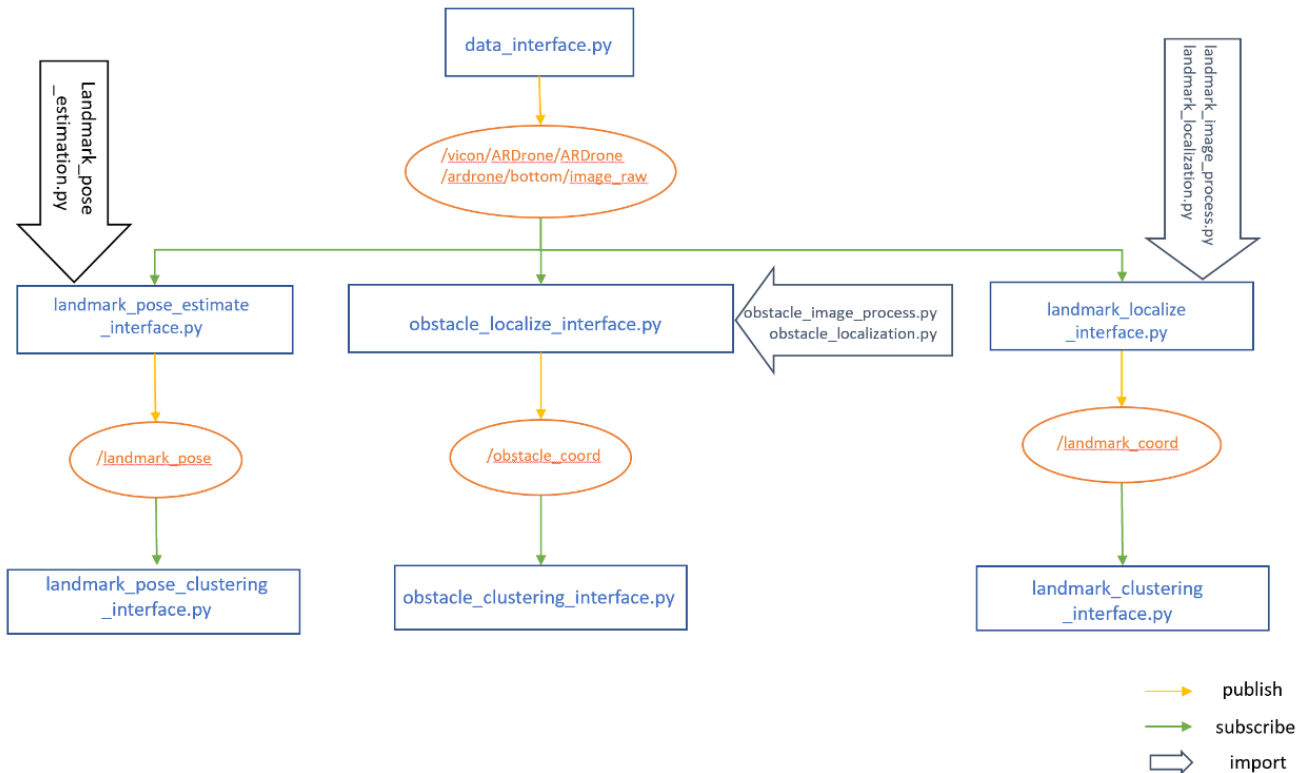 data_interface.py
Landmark_pose
_estimation.py
landmark_image_process.py
landmark_localization.py
/vicon/ARDrone/ARDrone
/ardrone/bottom/image_raw
landmark_pose_estimate
_interface.py
obstacle_localize_interface.py
obstacle_image_process.py
obstacle_localization.py
landmark_localize
_interface.py
/landmark_pose
/obstacle_coord
/landmark_coord
landmark_pose_clustering
_interface.py
obstacle_clustering_interface.py
landmark_clustering
_interface.py
publish
subscribe
import